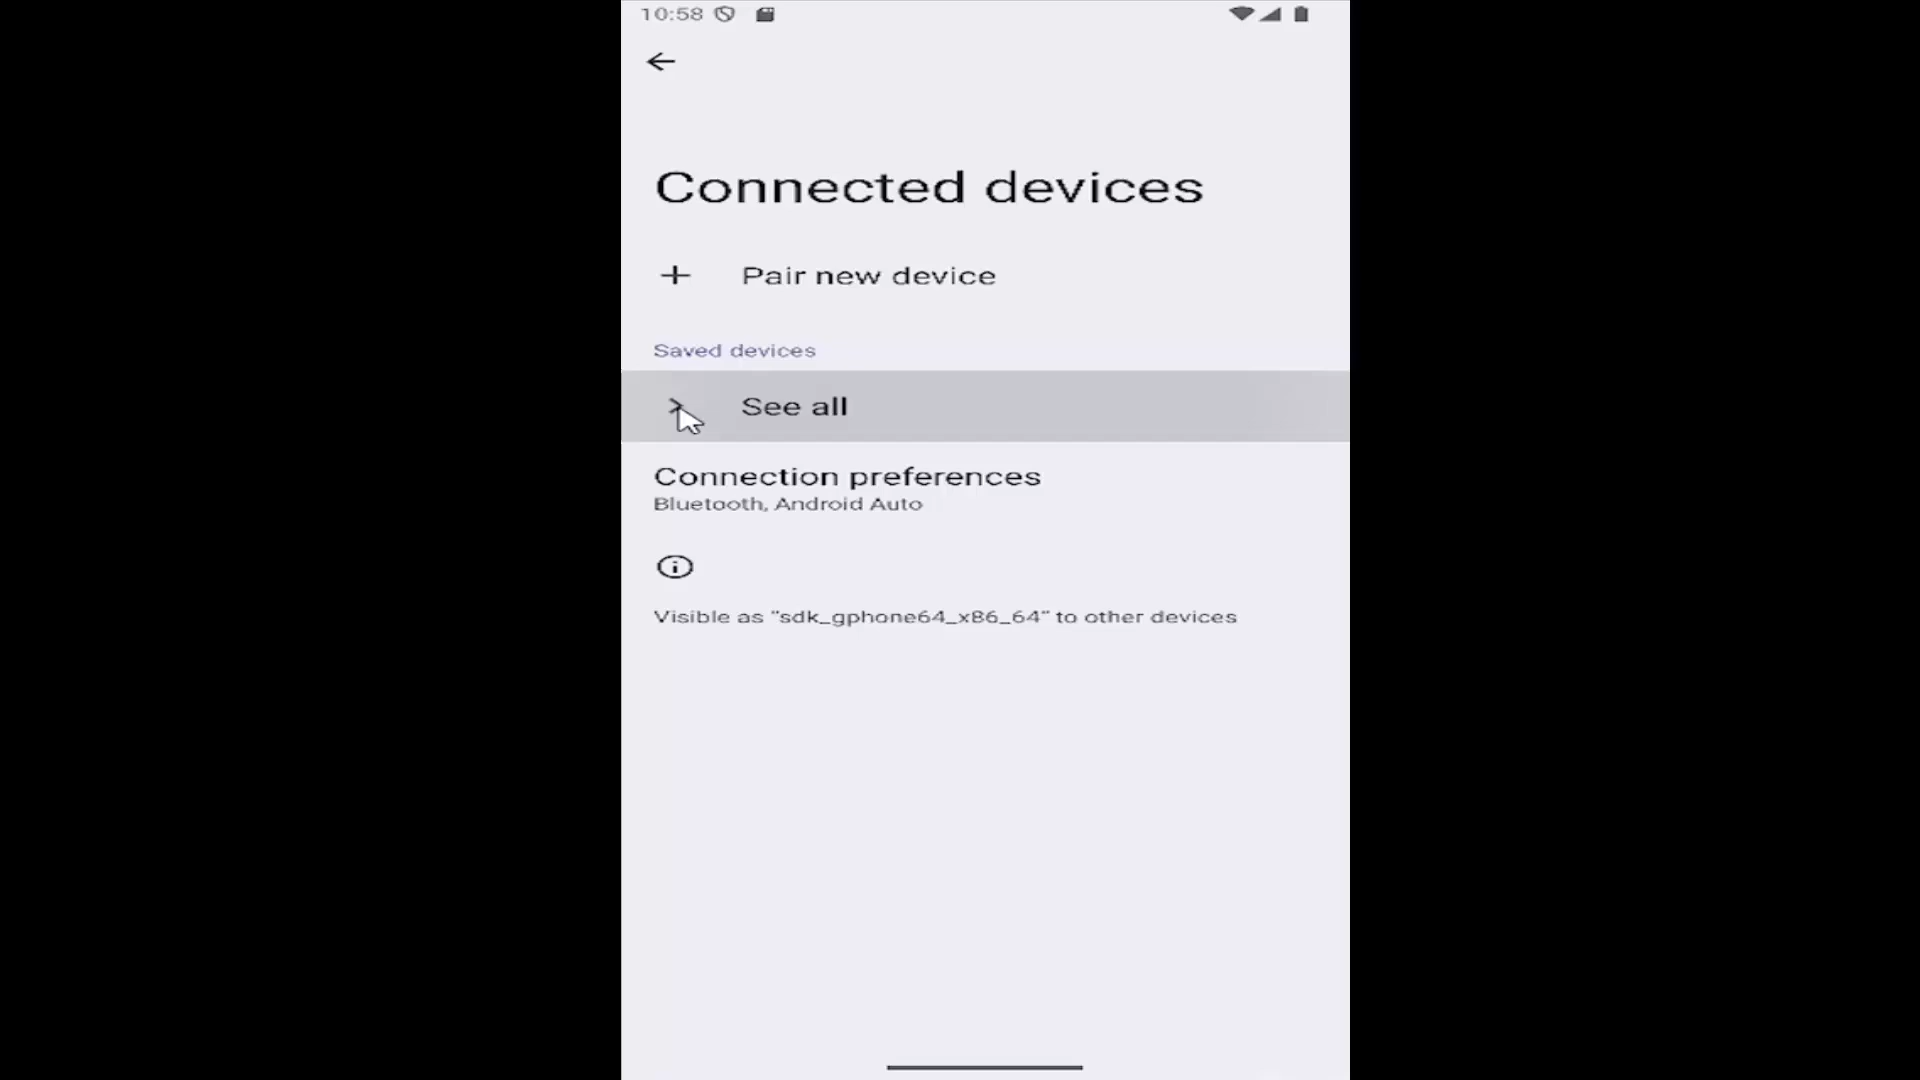 10:58
Connected devices
Pair new device
Saved devices
See all
Connection preferences
Bluetooth, Android Auto
Visible as "sdk_gphone64_x86_64" to other devices